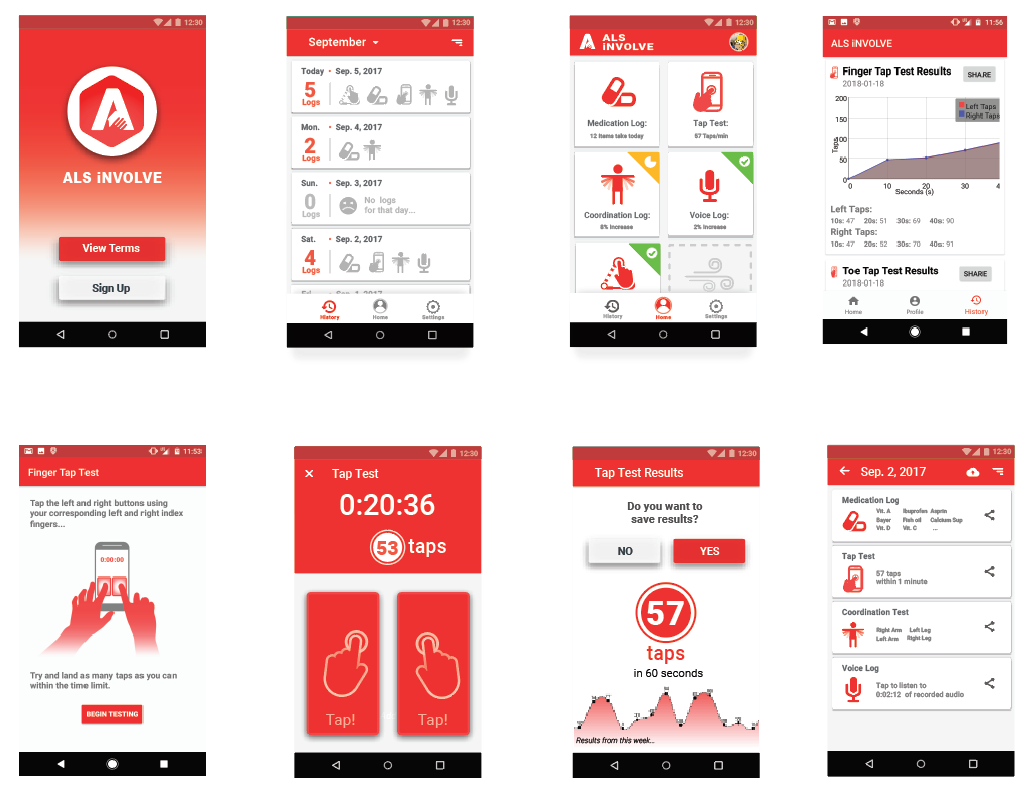 12:30
ALS iNVOLVE
View Terms
Sign Up
12:30
September
Today • Sep. 5, 2017
5
Logs
Mon. • Sep. 4, 2017
2
Logs
Sun. • Sep. 3, 2017
0
Logs
No logs
for that day...
Sat. • Sep. 2, 2017
4
Logs
History
Home
Settings
12:30
ALS
iNVOLVE
Medication Log:
12 items take today
Tap Test:
57 Taps/min
Coordination Log:
8% Increase
Voice Log:
2% Increase
History
Home
Settings
11:56
ALS iNVOLVE
Finger Tap Test Results
2018-01-18
SHARE
Left Taps
Right Taps
200
150
100
50
0
Taps
0 10 20 30 4
Seconds (s)
Left Taps:
10s: 47 20s: 51 30s: 69 40s: 90
Right Taps:
10s: 47 20s: 52 30s: 70 40s: 91
Toe Tap Test Results
2018-01-18
SHARE
Home
Profile
History
11:53
Finger Tap Test
Tap the left and right buttons using
your corresponding left and right index
fingers...
0:00:00
Try and land as many taps as you can
within the time limit.
BEGIN TESTING
12:30
Tap Test
0:20:36
53 taps
Tap!
Tap!
12:30
Tap Test Results
Do you want to
save results?
NO
YES
57
taps
in 60 seconds
Results from this week...
12:30
Sep. 2, 2017
Medication Log
Vit. A Ibuprofen Asprin
Bayer Fish oil Calcium Sup
Vit. D Vit. C ...
Tap Test
57 taps
within 1 minute
Coordination Test
Right Arm Left Leg
Left Arm Right Leg
Voice Log
Tap to listen to
0:02:12 of recorded audio